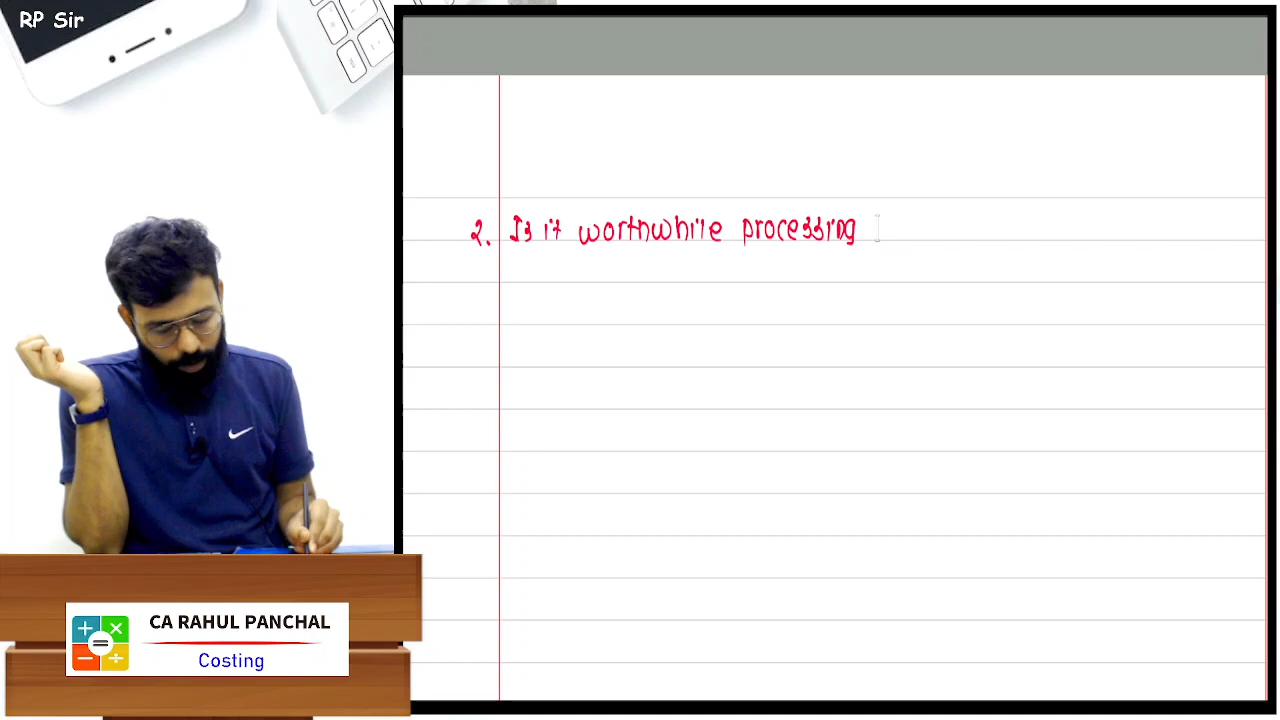 RP Sir
2. Is it worthwhile processing
CA RAHUL PANCHAL
Costing